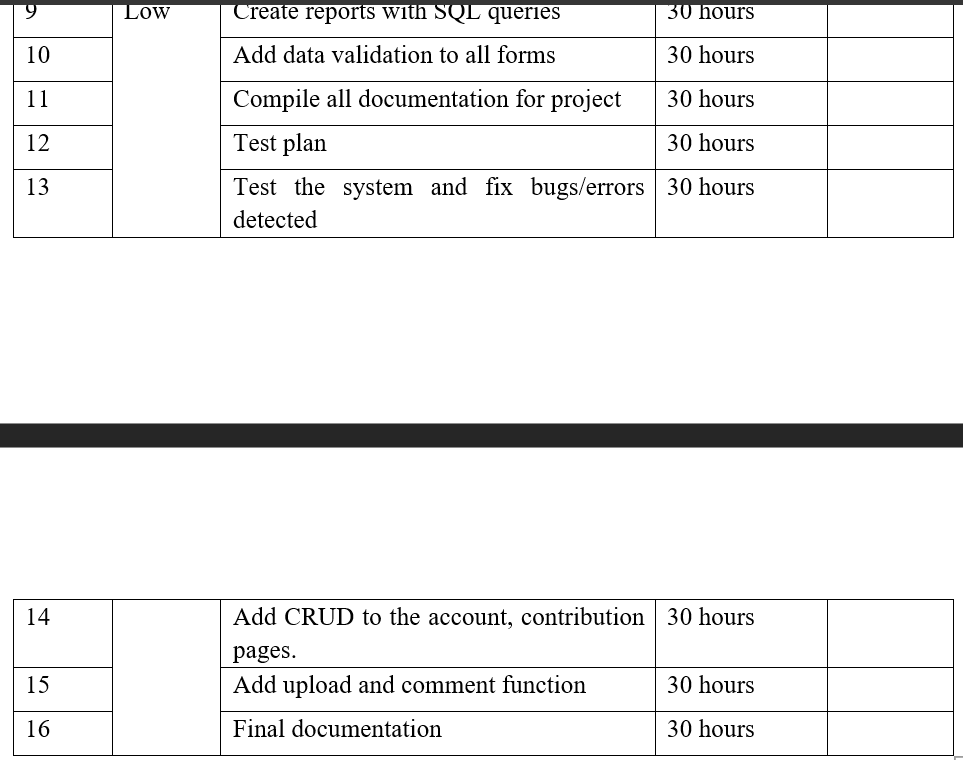 9 Low Create reports with SQL queries 30 hours
10 Add data validation to all forms 30 hours
11 Compile all documentation for project 30 hours
12 Test plan 30 hours
13 Test the system and fix bugs/errors 30 hours
detected
14 Add CRUD to the account, contribution 30 hours
pages.
15 Add upload and comment function 30 hours
16 Final documentation 30 hours